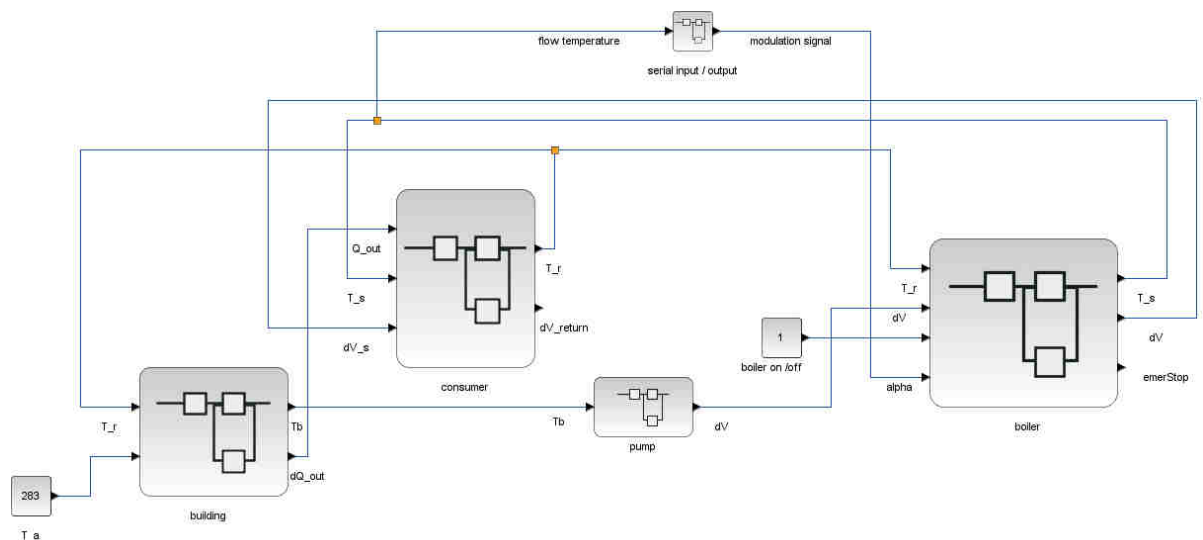 flow temperature
modulation signal
serial input / output
Q_out
T_s
dV_s
T_r
dV_return
consumer
T_r
dV
1
boiler on /off
alpha
T_s
dV
emerStop
boiler
T_r
Tb
dQ_out
building
283
T_a
Tb
dV
pump